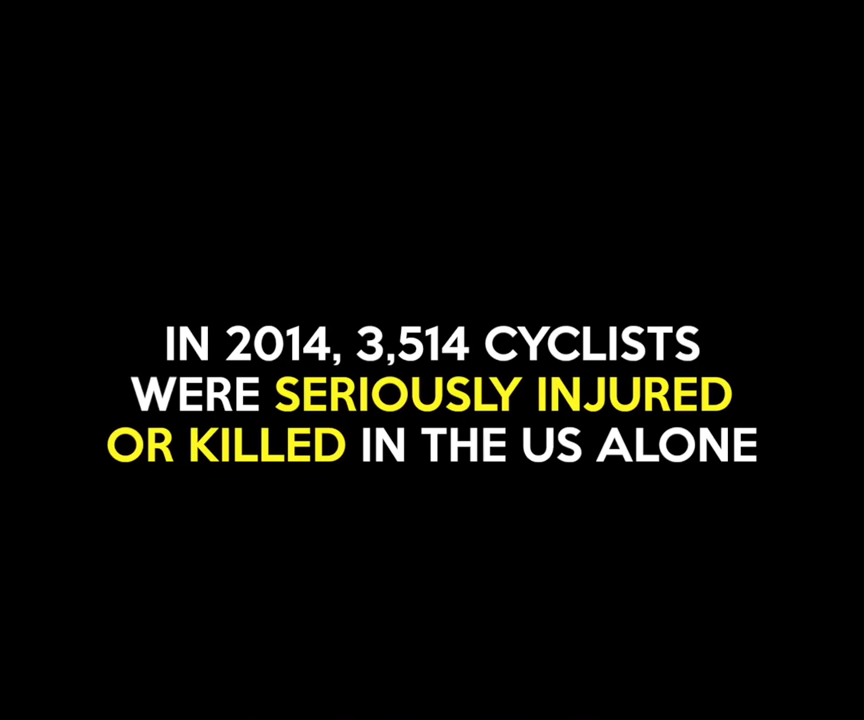 IN 2014, 3,514 CYCLISTS
WERE SERIOUSLY INJURED
OR KILLED IN THE US ALONE